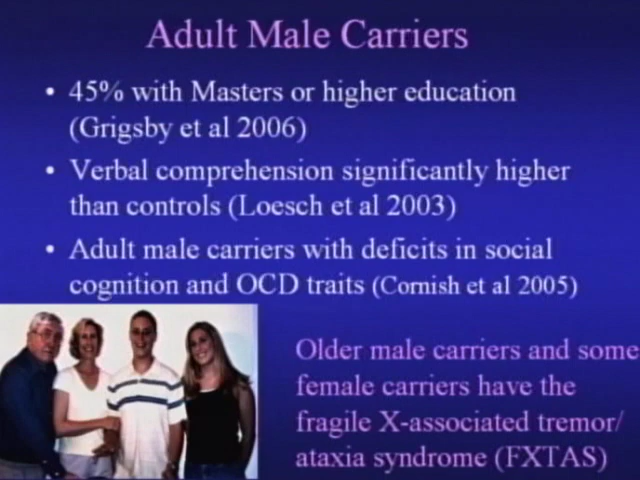 Adult Male Carriers
• 45% with Masters or higher education
(Grigsby et al 2006)
• Verbal comprehension significantly higher
than controls (Loesch et al 2003)
• Adult male carriers with deficits in social
cognition and OCD traits (Cornish et al 2005)
Older male carriers and some
female carriers have the
fragile X-associated tremor/
ataxia syndrome (FXTAS)